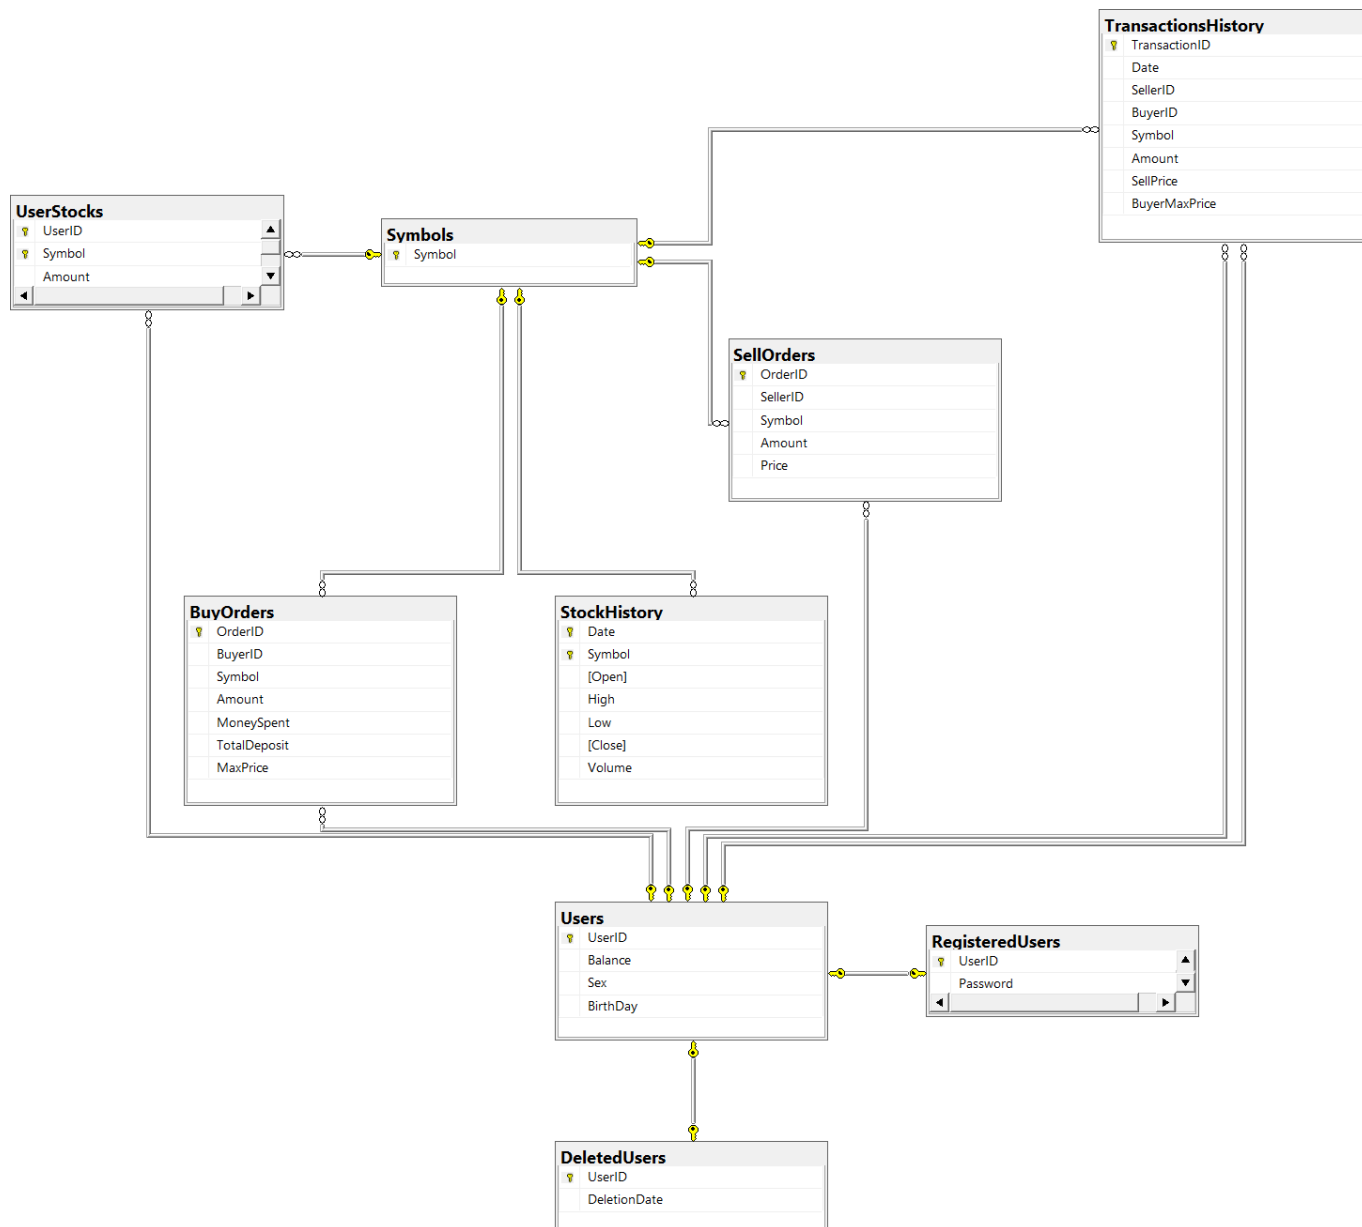 TransactionsHistory
TransactionID
Date
SellerID
BuyerID
Symbol
Amount
SellPrice
BuyerMaxPrice
UserStocks
UserID
Symbol
Amount
Symbols
Symbol
SellOrders
OrderID
SellerID
Symbol
Amount
Price
BuyOrders
OrderID
BuyerID
Symbol
Amount
MoneySpent
TotalDeposit
MaxPrice
StockHistory
Date
Symbol
[Open]
High
Low
[Close]
Volume
Users
UserID
Balance
Sex
BirthDay
RegisteredUsers
UserID
Password
DeletedUsers
UserID
DeletionDate